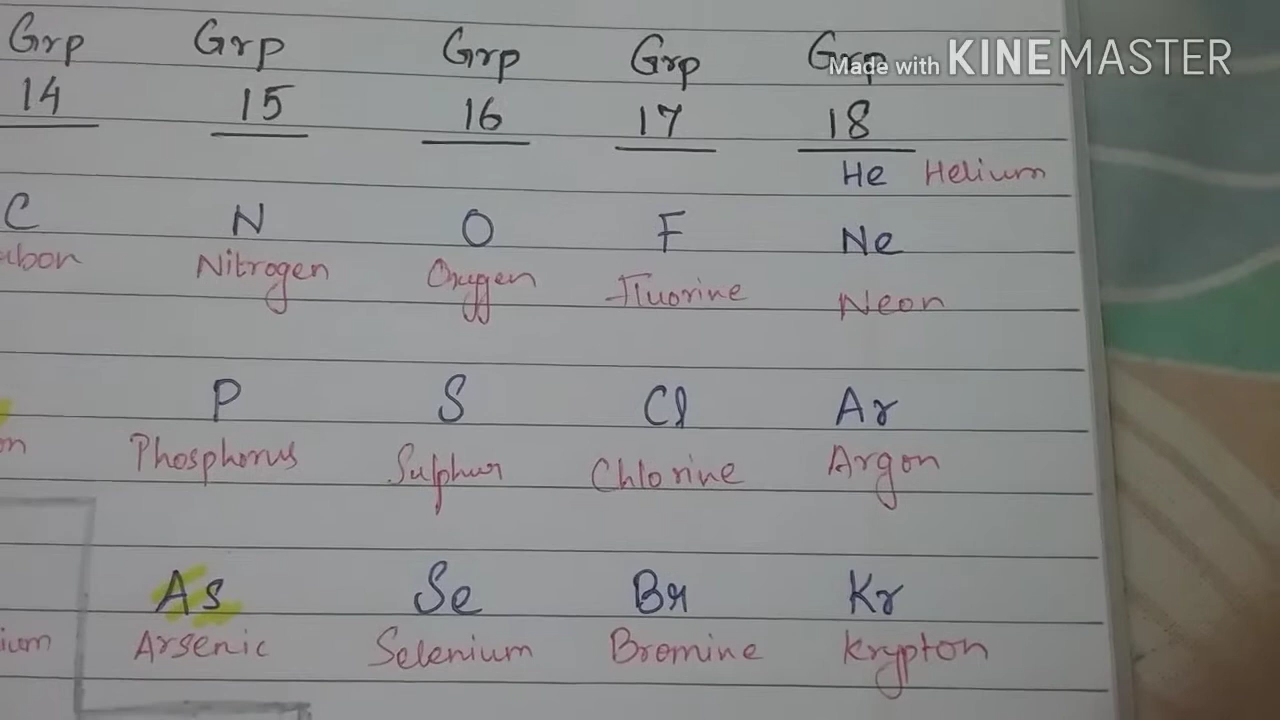 Grp Grp Grp Grp Grp
Made with KINEMASTER
14 15 16 17 18
He Helium
C N O F Ne
Nitrogen Oxygen Fluorine Neon
P S Cl Ar
Phosphorus Sulphur Chlorine Argon
As Se Br Kr
Arsenic Selenium Bromine Krypton